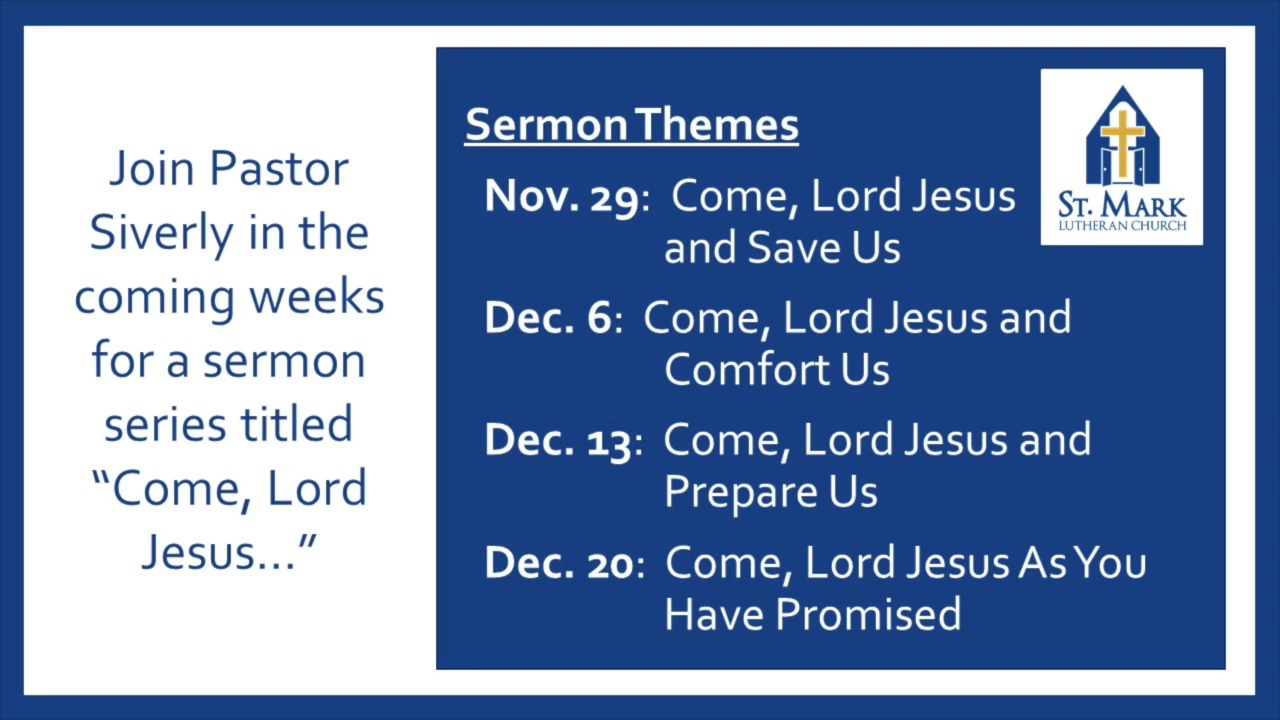 Join Pastor
Siverly in the
coming weeks
for a sermon
series titled
“Come, Lord
Jesus…”
Sermon Themes
Nov. 29: Come, Lord Jesus
and Save Us
Dec. 6: Come, Lord Jesus and
Comfort Us
Dec. 13: Come, Lord Jesus and
Prepare Us
Dec. 20: Come, Lord Jesus As You
Have Promised
ST. MARK
LUTHERAN CHURCH